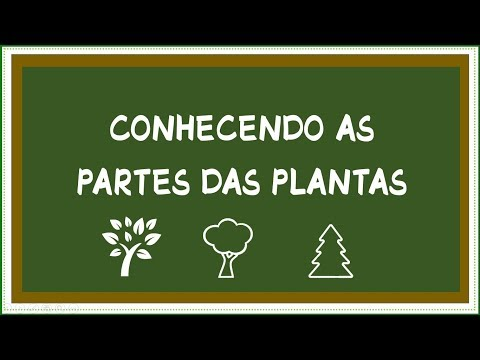 CONHECENDO AS
PARTES DAS PLANTAS